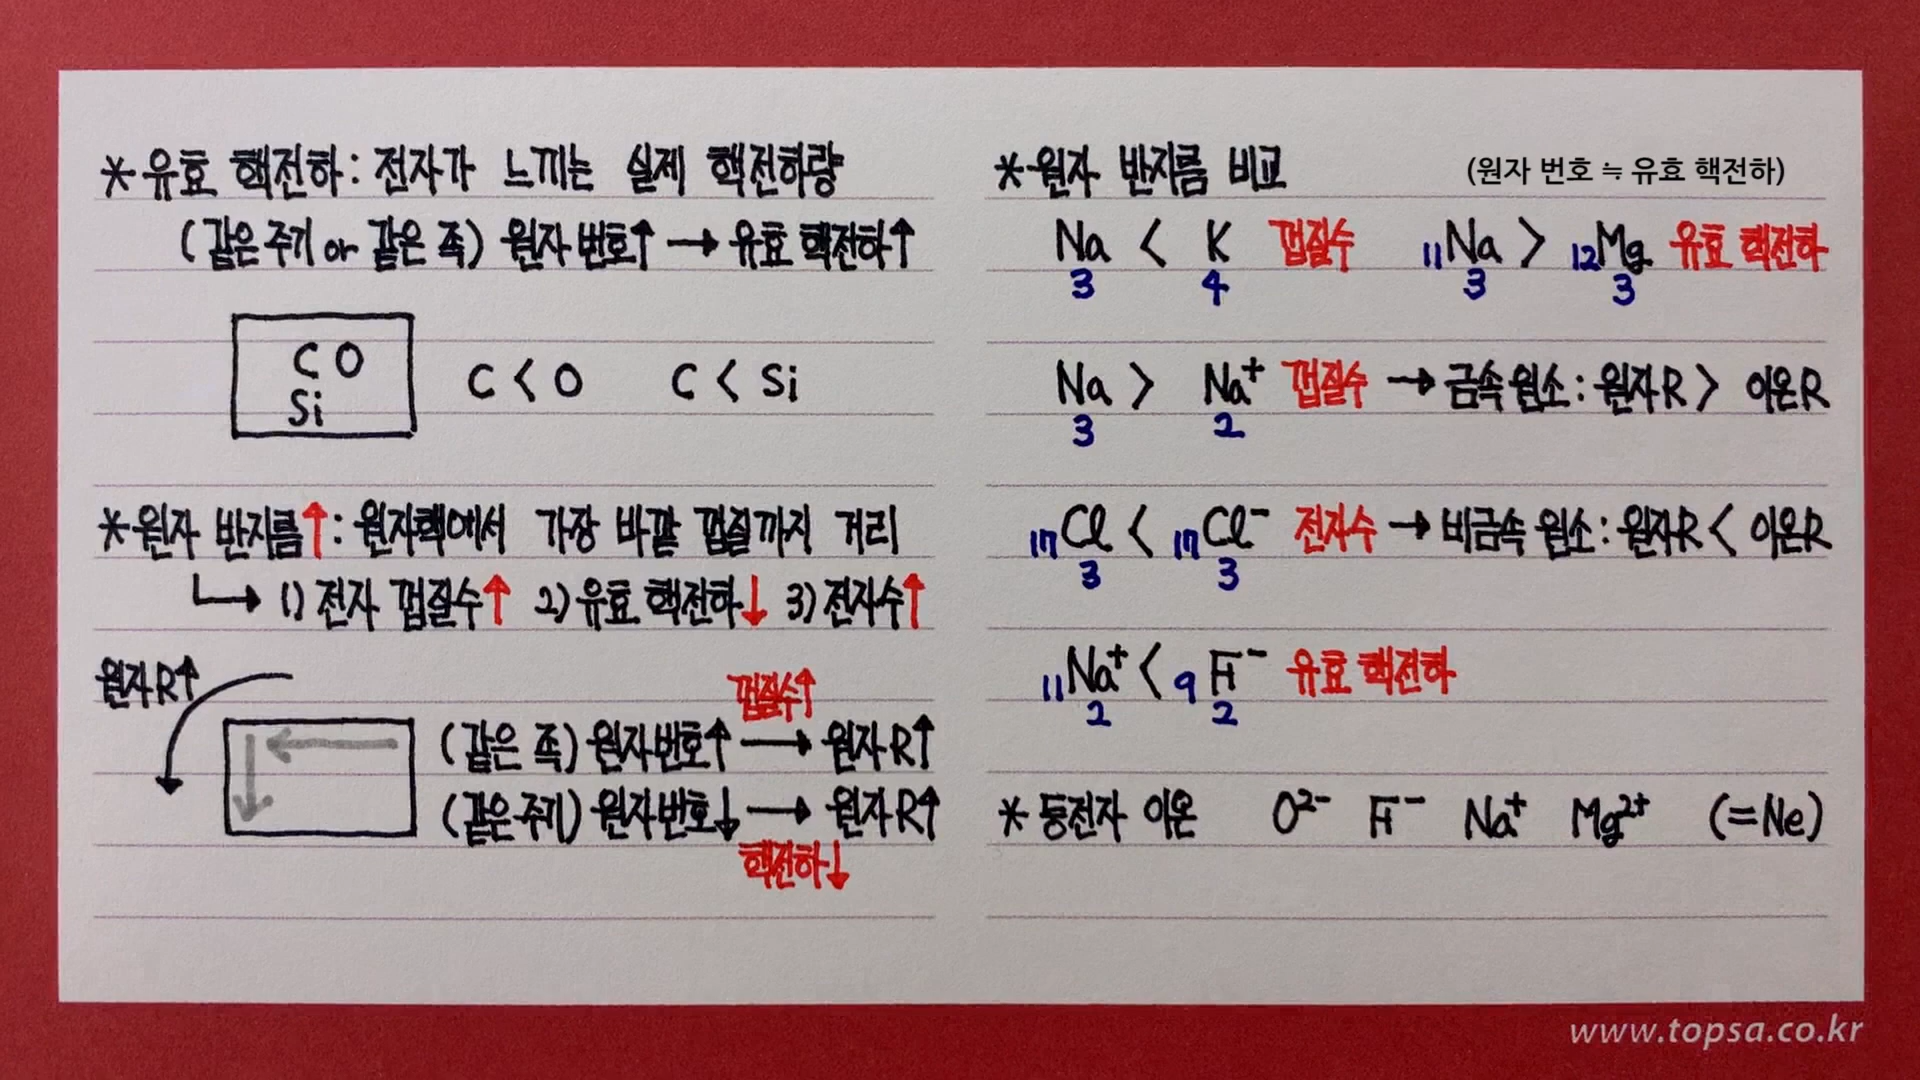 *유효 핵전하: 전자가 느끼는 실제 핵전하량
(같은 주기 or 같은 족) 원자 번호↑ → 유효 핵전하↑
C O
Si
C < O C < Si
*원자 반지름↑: 원자핵에서 가장 바깥 껍질까지 거리
↳ 1) 전자 껍질수↑ 2) 유효 핵전하↓ 3) 전자수↑
원자R↑
껍질수↑
(같은 족) 원자번호↑ → 원자R↑
(같은 주기) 원자번호↓ → 원자R↑
핵전하↓
*원자 반지름 비교 (원자 번호 ≒ 유효 핵전하)
Na < K 껍질수 11Na > 12Mg 유효 핵전하
3 4 3 3
Na > Na⁺ 껍질수 → 금속 원소: 원자R > 이온R
3 2
17Cl < 17Cl⁻ 전자수 → 비금속 원소: 원자R < 이온R
3 3
11Na⁺ < 9F⁻ 유효 핵전하
2 2
* 등전자 이온 O²⁻ F⁻ Na⁺ Mg²⁺ (=Ne)
www.topsa.co.kr